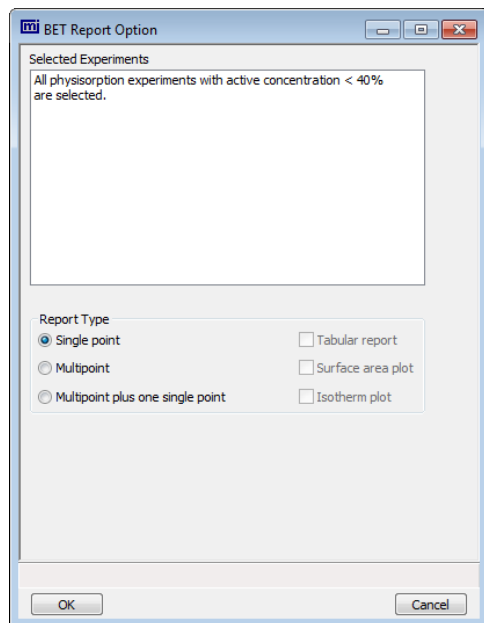 mi BET Report Option
Selected Experiments
All physisorption experiments with active concentration < 40%
are selected.
Report Type
Single point
Tabular report
Multipoint
Surface area plot
Multipoint plus one single point
Isotherm plot
OK
Cancel